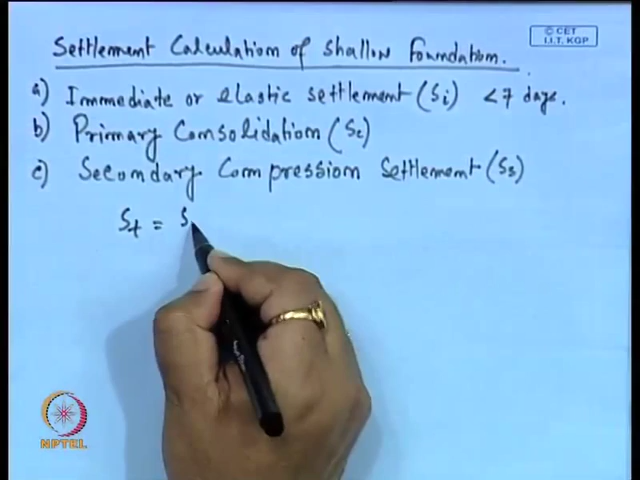 © CET
I.I.T. KGP
Settlement Calculation of Shallow Foundation.
a) Immediate or elastic settlement (Si) <7 days.
b) Primary Consolidation (Sc)
c) Secondary Compression Settlement (Ss)
St = S
NPTEL